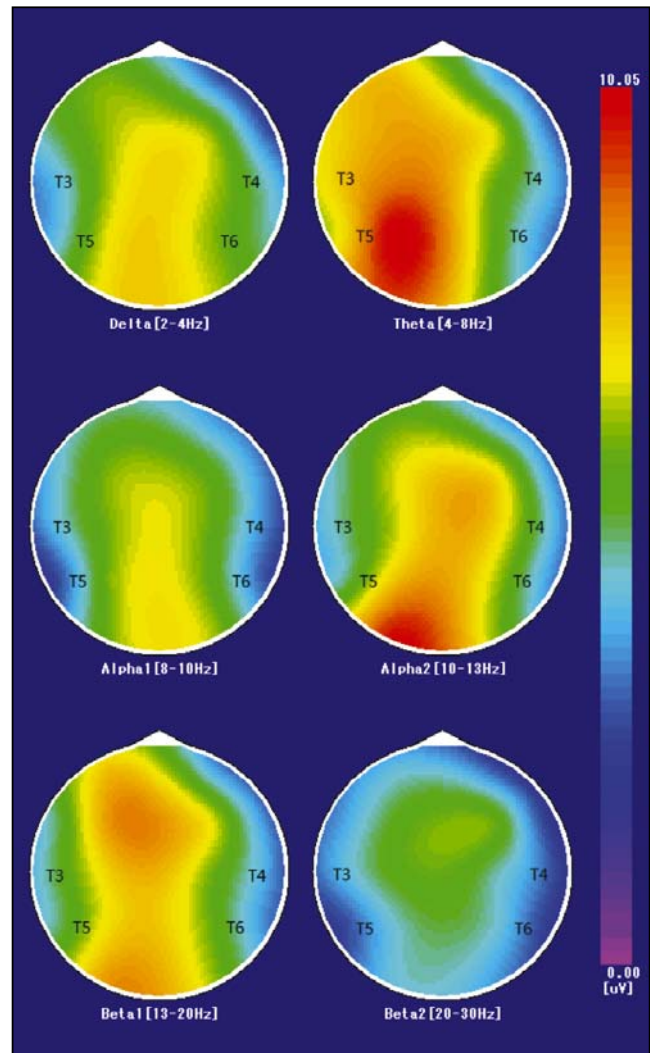 10.05
T3 T4 T3 T4
T5 T6 T5 T6
Delta[2-4Hz] Theta[4-8Hz]
T3 T4 T3 T4
T5 T6 T5 T6
Alpha1[8-10Hz] Alpha2[10-13Hz]
T3 T4 T3 T4
T5 T6 T5 T6
0.00
[uV]
Beta1[13-20Hz] Beta2[20-30Hz]